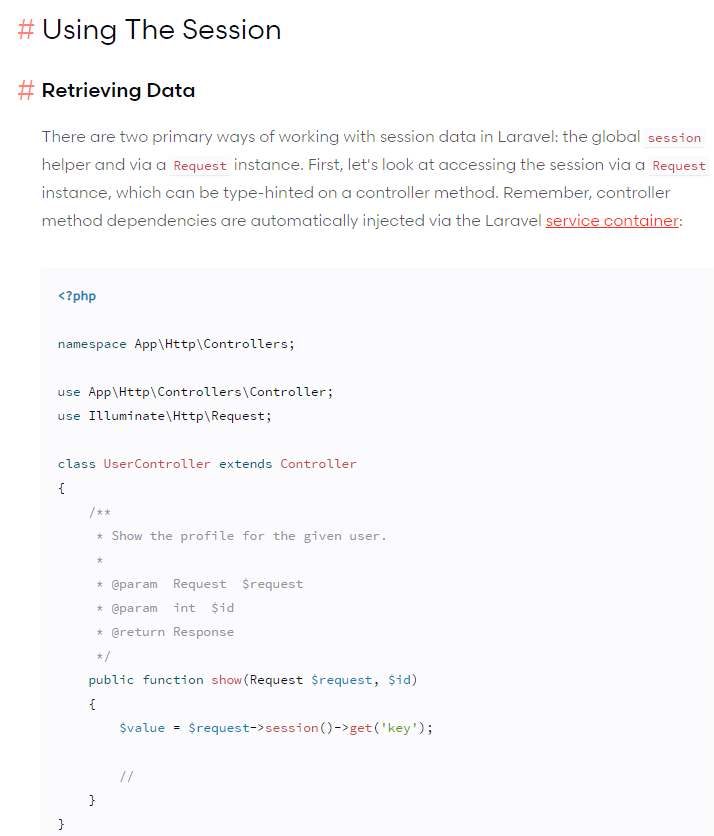 # Using The Session
# Retrieving Data
There are two primary ways of working with session data in Laravel: the global session
helper and via a Request instance. First, let's look at accessing the session via a Request
instance, which can be type-hinted on a controller method. Remember, controller
method dependencies are automatically injected via the Laravel service container:
<?php
namespace App\Http\Controllers;
use App\Http\Controllers\Controller;
use Illuminate\Http\Request;
class UserController extends Controller
{
    /**
     * Show the profile for the given user.
     *
     * @param  Request  $request
     * @param  int  $id
     * @return Response
     */
    public function show(Request $request, $id)
    {
        $value = $request->session()->get('key');
        //
    }
}